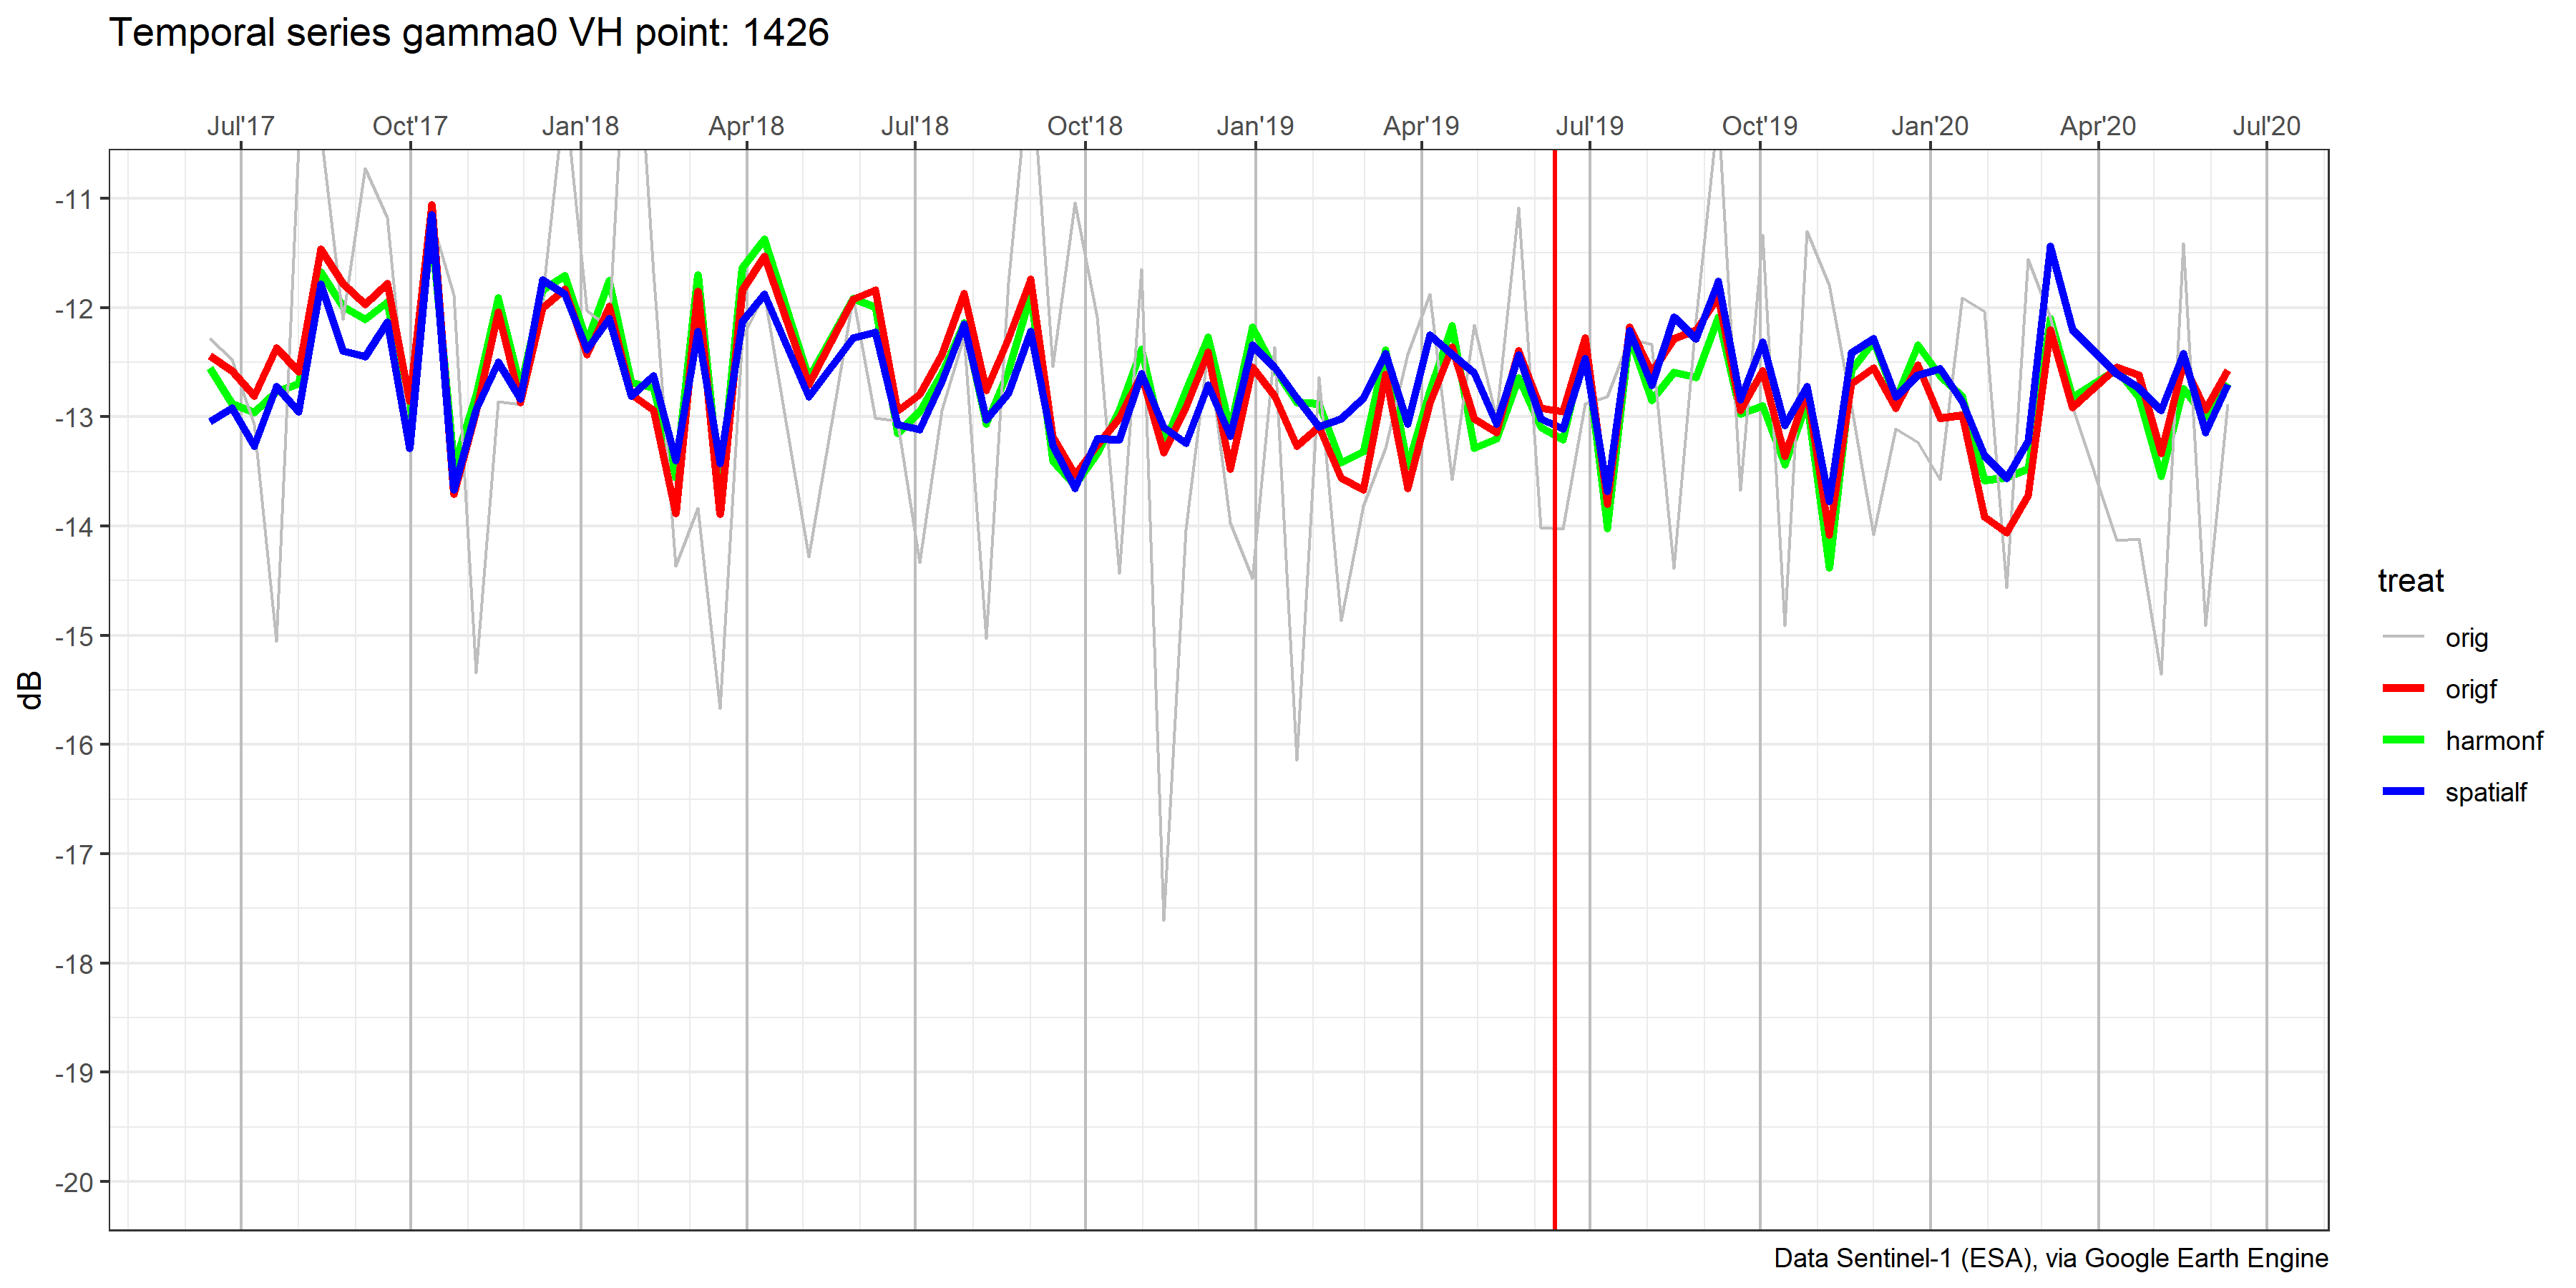 Temporal series gamma0 VH point: 1426
Jul'17 Oct'17 Jan'18 Apr'18 Jul'18 Oct'18 Jan'19 Apr'19 Jul'19 Oct'19 Jan'20 Apr'20 Jul'20
-11
-12
-13
-14
-15
-16
-17
-18
-19
-20
dB
treat
orig
origf
harmonf
spatialf
Data Sentinel-1 (ESA), via Google Earth Engine